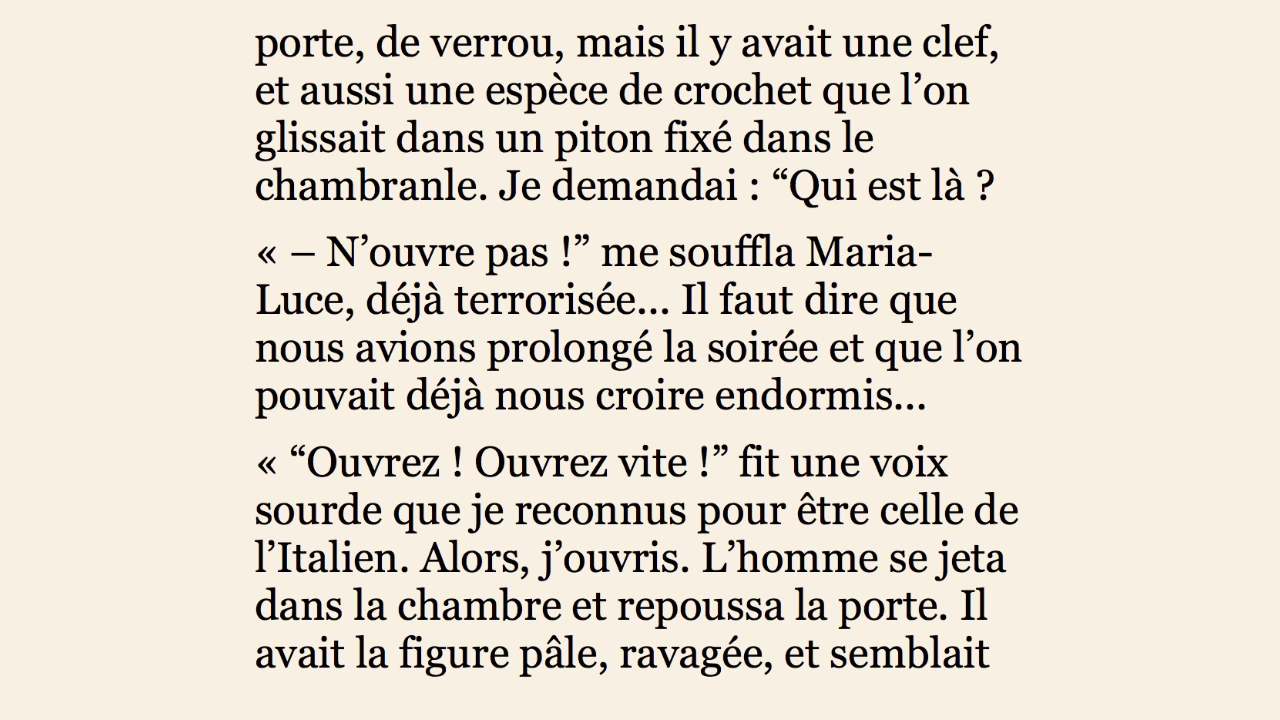 porte, de verrou, mais il y avait une clef,
et aussi une espèce de crochet que l’on
glissait dans un piton fixé dans le
chambranle. Je demandai : “Qui est là ?
« – N’ouvre pas !” me souffla Maria-
Luce, déjà terrorisée… Il faut dire que
nous avions prolongé la soirée et que l’on
pouvait déjà nous croire endormis…
« “Ouvrez ! Ouvrez vite !” fit une voix
sourde que je reconnus pour être celle de
l’Italien. Alors, j’ouvris. L’homme se jeta
dans la chambre et repoussa la porte. Il
avait la figure pâle, ravagée, et semblait